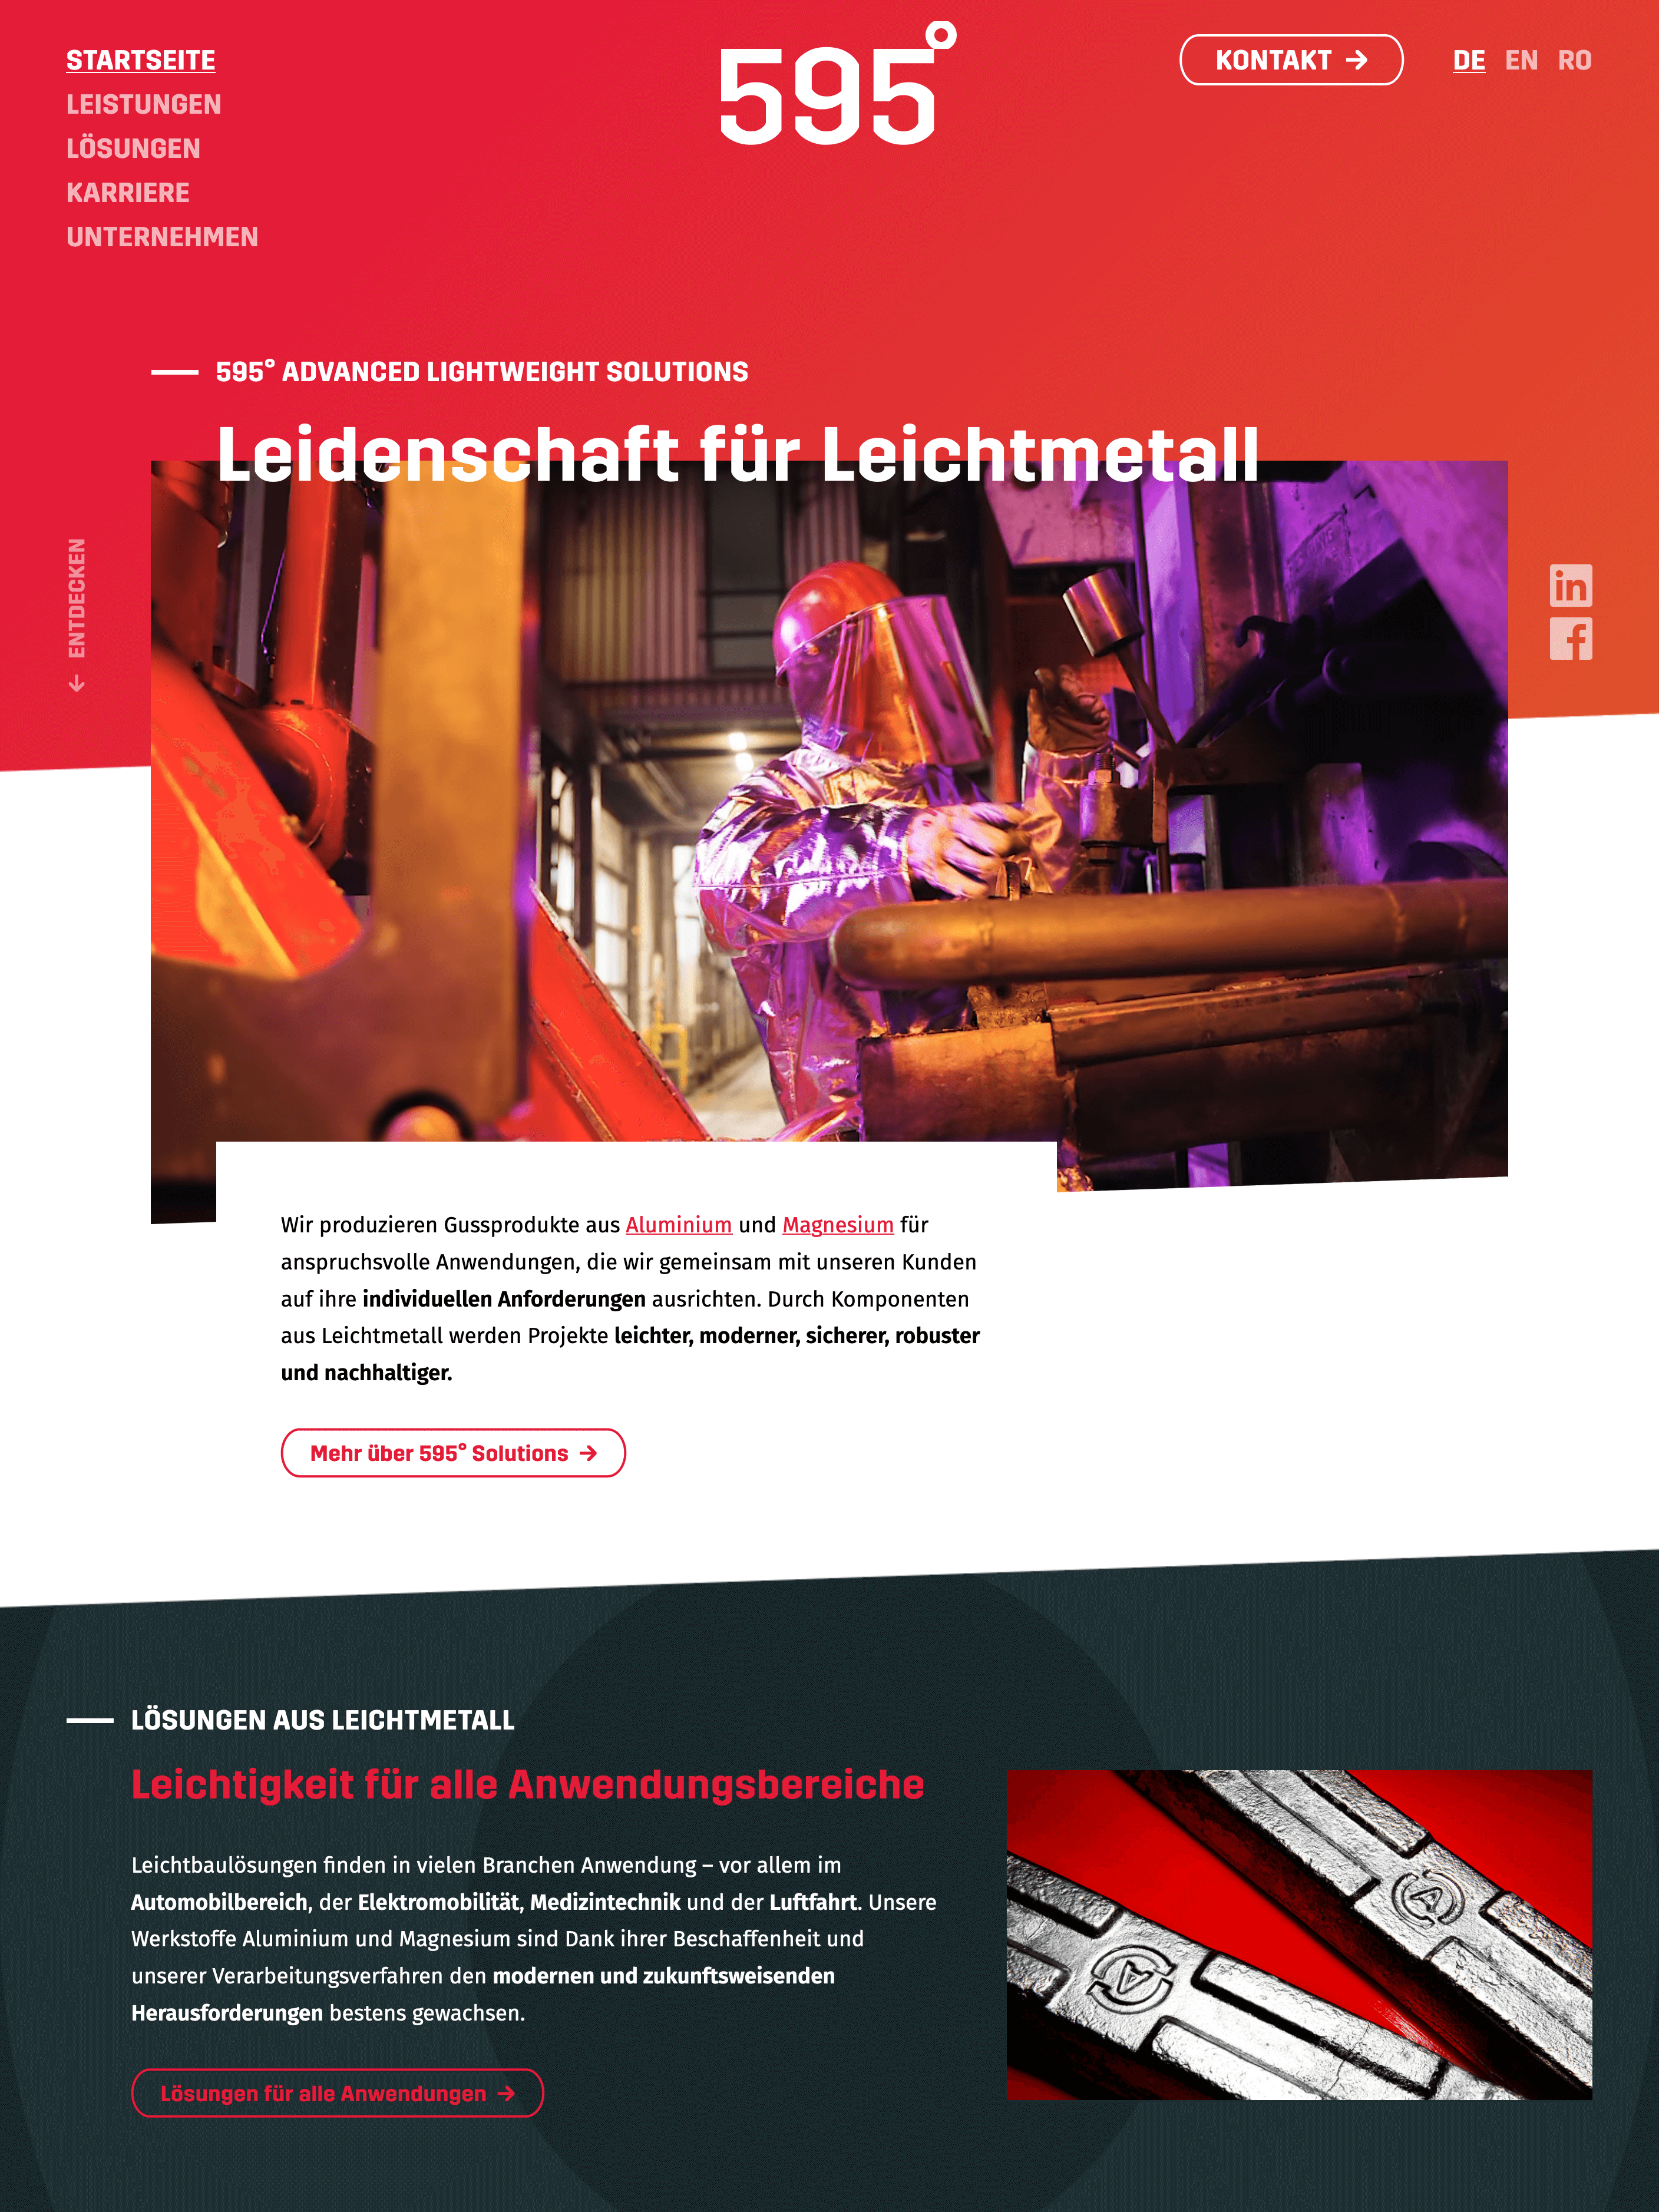 STARTSEITE
LEISTUNGEN
LÖSUNGEN
KARRIERE
UNTERNEHMEN
595°
KONTAKT →
DE EN RO
595° ADVANCED LIGHTWEIGHT SOLUTIONS
Leidenschaft für Leichtmetall
← ENTDECKEN
in
f
Wir produzieren Gussprodukte aus Aluminium und Magnesium für
anspruchsvolle Anwendungen, die wir gemeinsam mit unseren Kunden
auf ihre individuellen Anforderungen ausrichten. Durch Komponenten
aus Leichtmetall werden Projekte leichter, moderner, sicherer, robuster
und nachhaltiger.
Mehr über 595° Solutions →
LÖSUNGEN AUS LEICHTMETALL
Leichtigkeit für alle Anwendungsbereiche
Leichtbaulösungen finden in vielen Branchen Anwendung – vor allem im
Automobilbereich, der Elektromobilität, Medizintechnik und der Luftfahrt. Unsere
Werkstoffe Aluminium und Magnesium sind Dank ihrer Beschaffenheit und
unserer Verarbeitungsverfahren den modernen und zukunftsweisenden
Herausforderungen bestens gewachsen.
Lösungen für alle Anwendungen →
A
A